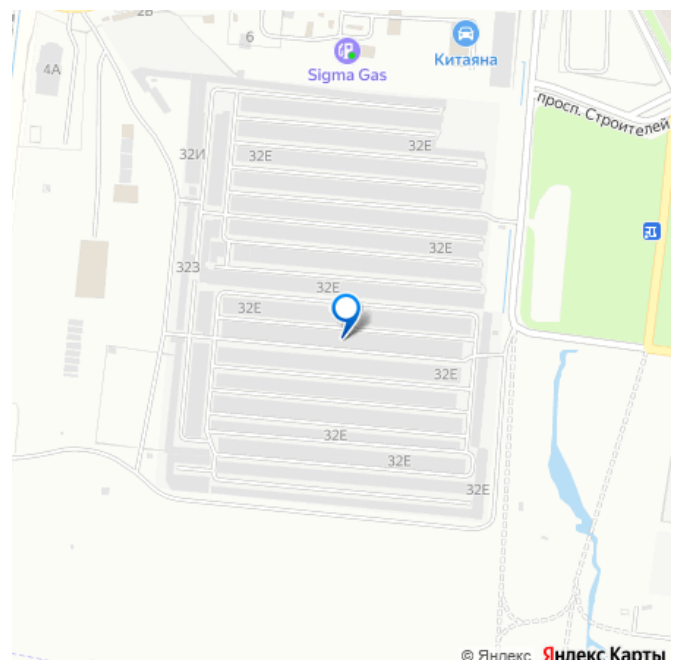 2В
6
4А
Sigma Gas
Китаяна
просп. Строителей
32Е
32И
32Е
32Е
32З
32Е
32Е
32Е
32Е
32Е
32Е
© Яндекс Яндекс Карты